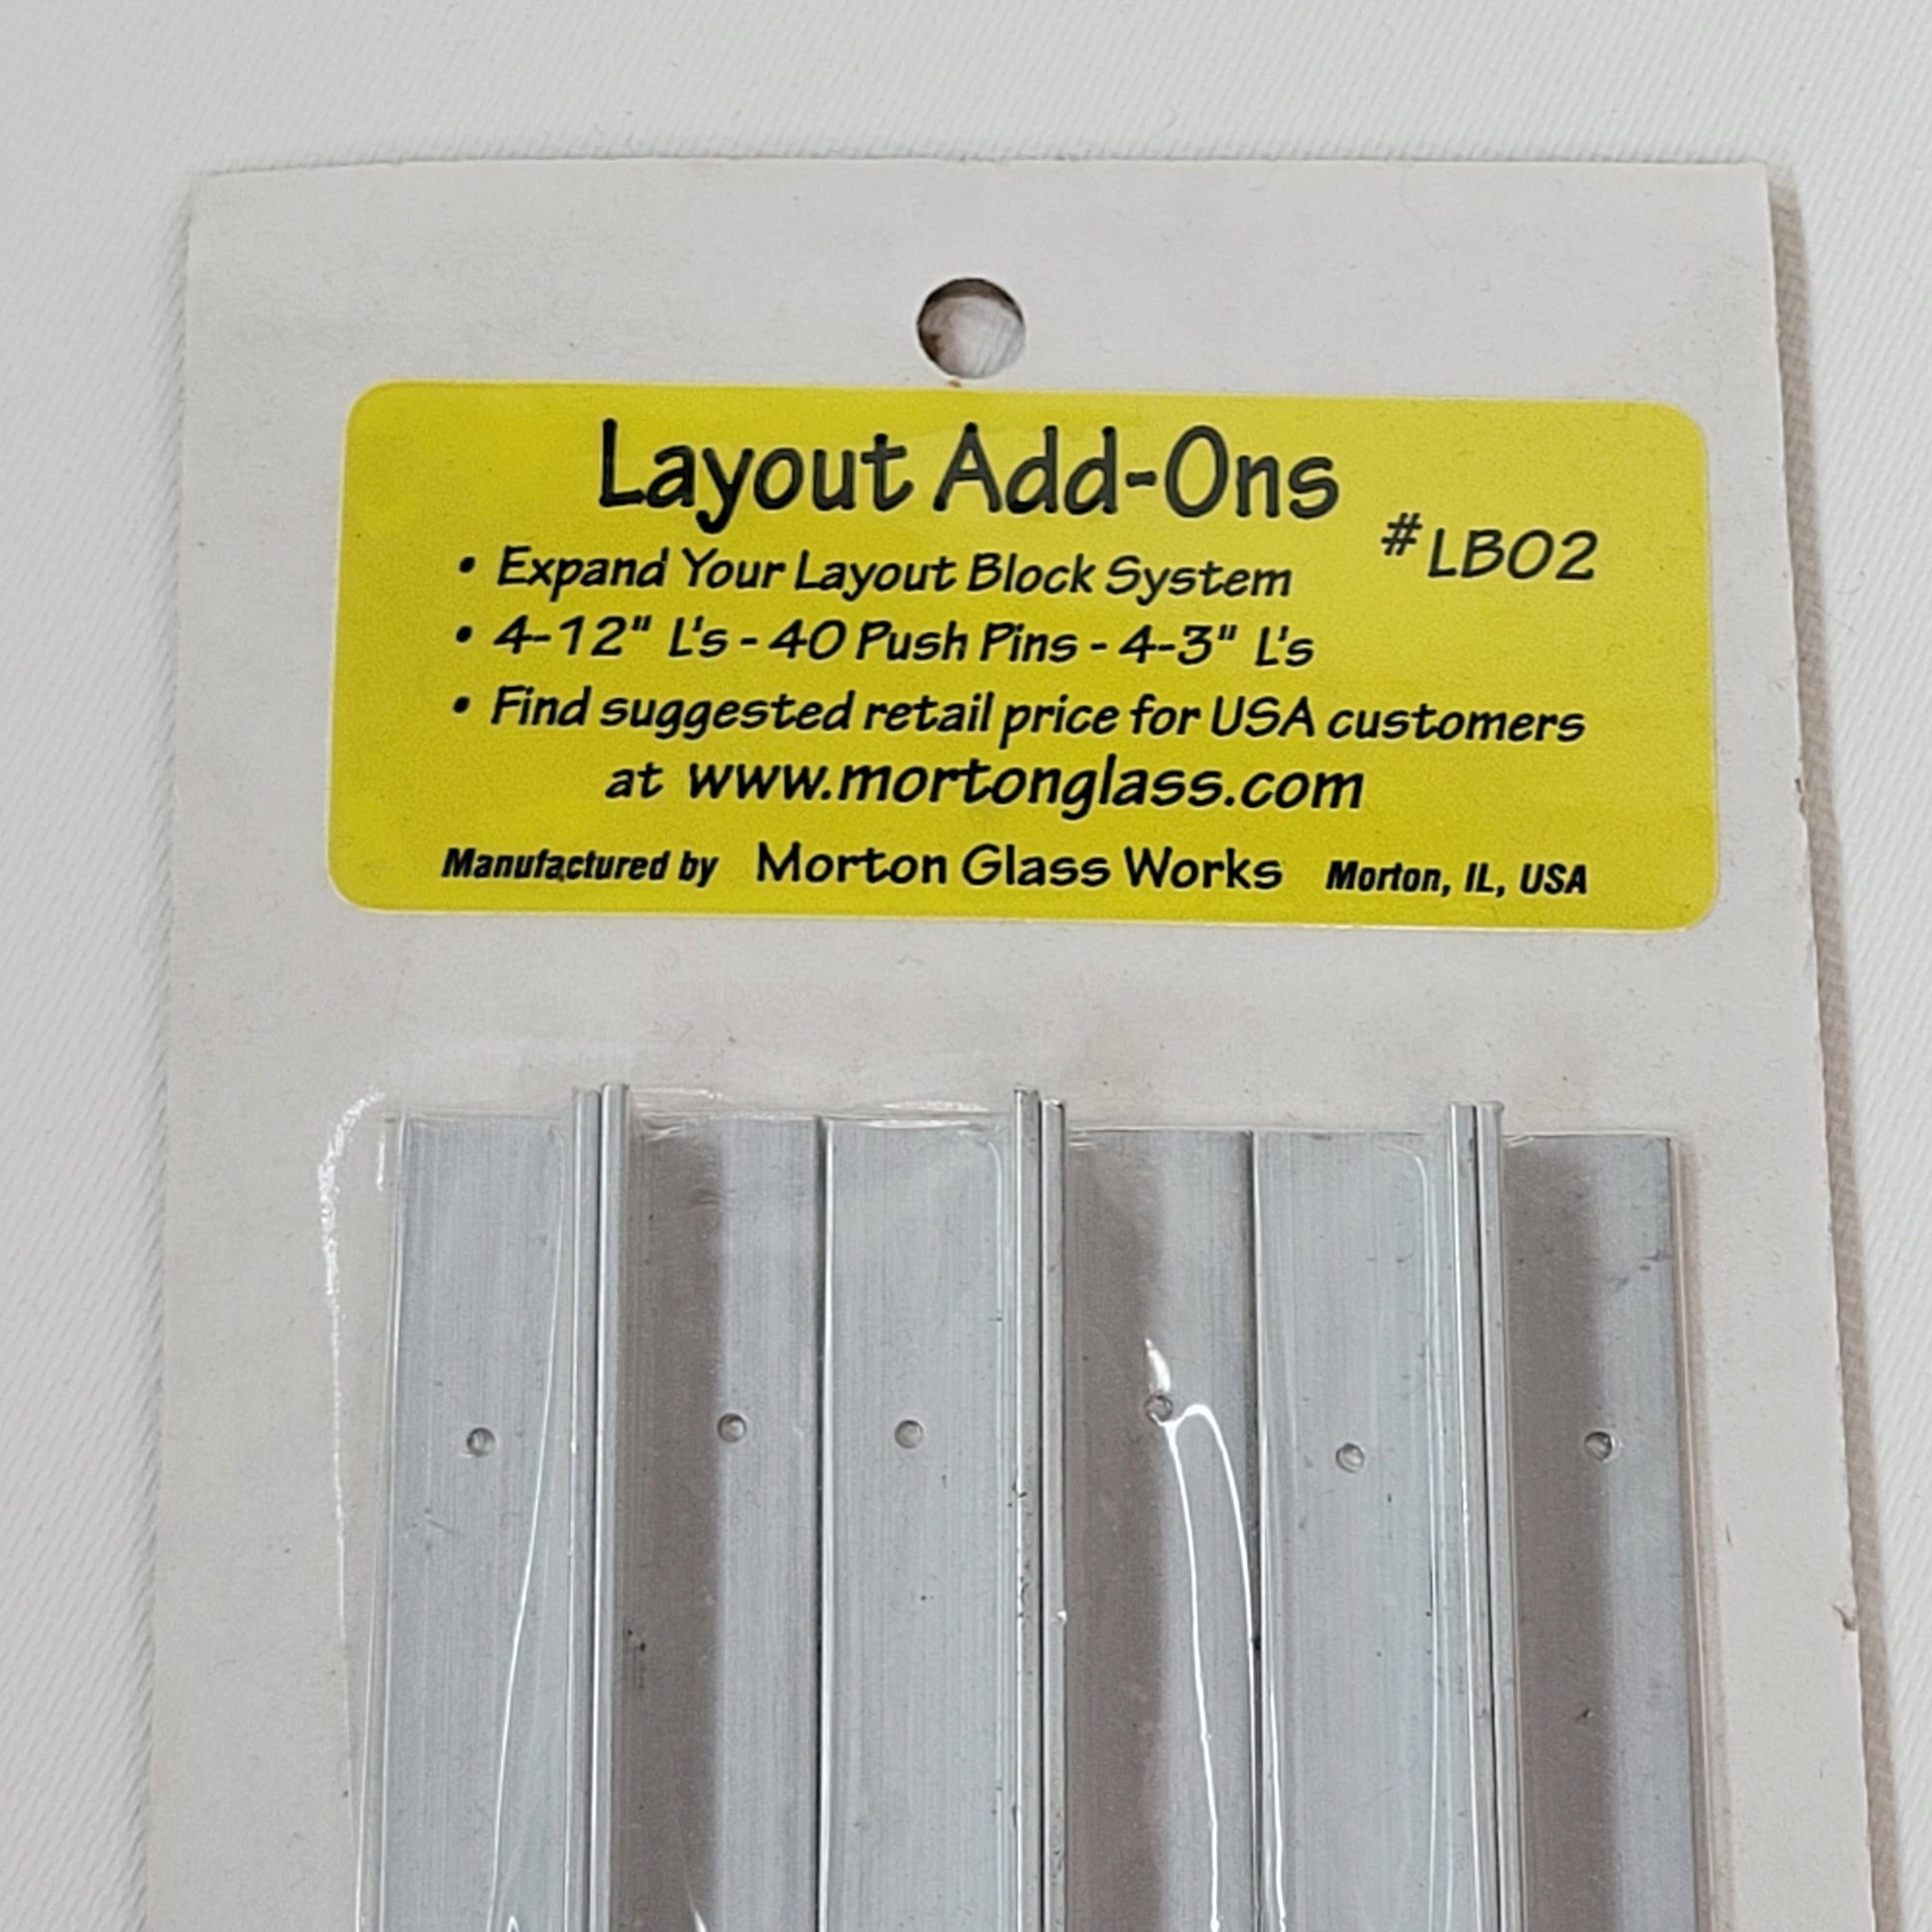 Layout Add-Ons
#LB02
• Expand Your Layout Block System
• 4-12" L's - 40 Push Pins - 4-3" L's
• Find suggested retail price for USA customers
at www.mortonglass.com
Manufactured by Morton Glass Works Morton, IL, USA